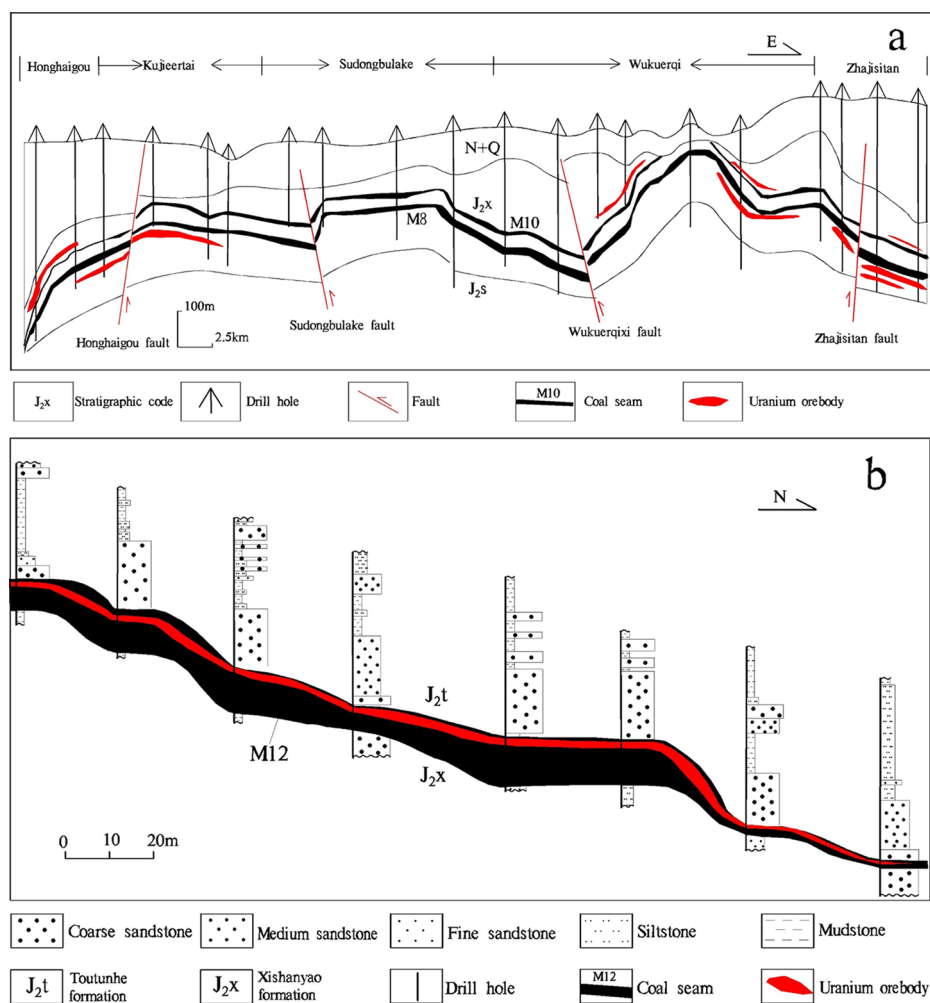 a
E
Honghaigou
Kujieertai
Sudongbulake
Wukuerqi
Zhajisitan
N+Q
J₂x
M8
M10
J₂s
100m
2.5km
Honghaigou fault
Sudongbulake fault
Wukuerqixi fault
Zhajisitan fault
J₂x Stratigraphic code
Drill hole
Fault
M10 Coal seam
Uranium orebody
b
N
J₂t
M12
J₂x
0 10 20m
Coarse sandstone
Medium sandstone
Fine sandstone
Siltstone
Mudstone
J₂t Toutunhe formation
J₂x Xishanyao formation
Drill hole
M12 Coal seam
Uranium orebody